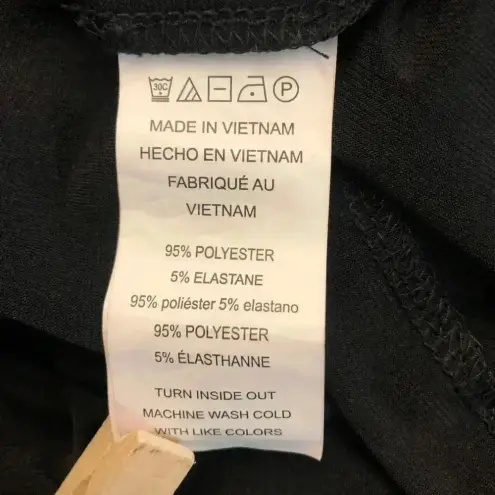 30C P
MADE IN VIETNAM
HECHO EN VIETNAM
FABRIQUÉ AU
VIETNAM
95% POLYESTER
5% ELASTANE
95% poliéster 5% elastano
95% POLYESTER
5% ÉLASTHANNE
TURN INSIDE OUT
MACHINE WASH COLD
WITH LIKE COLORS